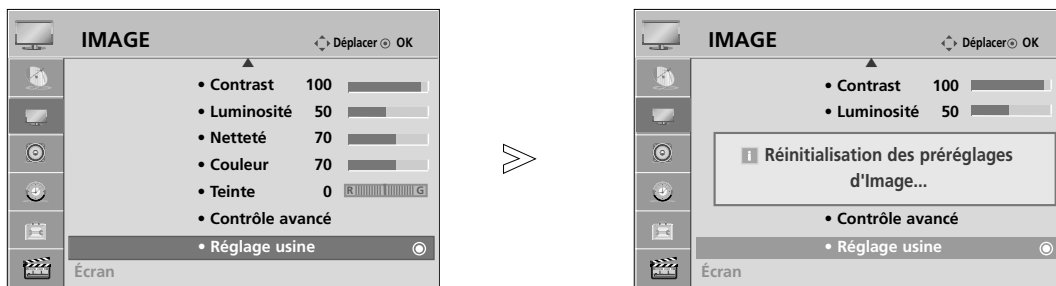 IMAGE
Déplacer OK
• Contrast 100
• Luminosité 50
• Netteté 70
• Couleur 70
• Teinte 0 R G
• Contrôle avancé
• Réglage usine
Écran
IMAGE
Déplacer OK
• Contrast 100
• Luminosité 50
i Réinitialisation des préréglages
d'Image...
• Contrôle avancé
• Réglage usine
Écran